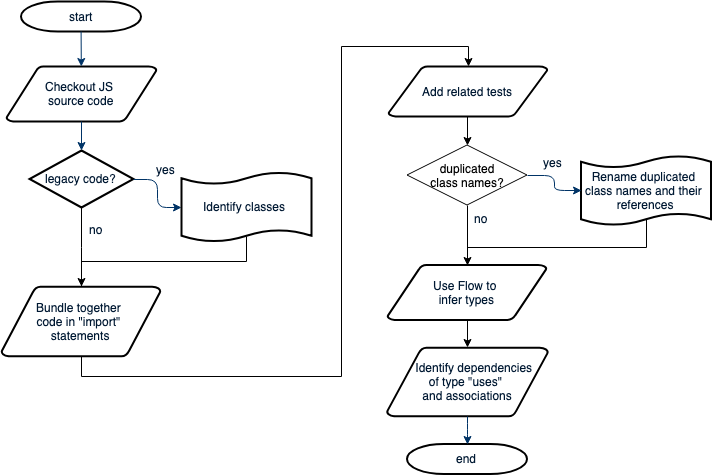 start
Checkout JS
source code
legacy code?
yes
Identify classes
no
Bundle together
code in "import"
statements
Add related tests
duplicated
class names?
yes
Rename duplicated
class names and their
references
no
Use Flow to
infer types
Identify dependencies
of type "uses"
and associations
end